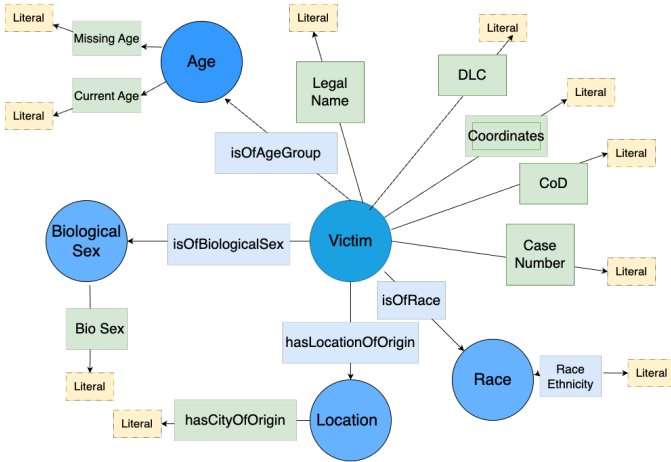 Literal
Missing Age
Age
Literal
Legal
Name
Literal
DLC
Literal
Current Age
Literal
Coordinates
Literal
isOfAgeGroup
CoD
Literal
Biological
Sex
isOfBiologicalSex
Victim
Case
Number
Literal
isOfRace
Bio Sex
hasLocationOfOrigin
Literal
Race
Race
Ethnicity
Literal
Literal
hasCityOfOrigin
Location